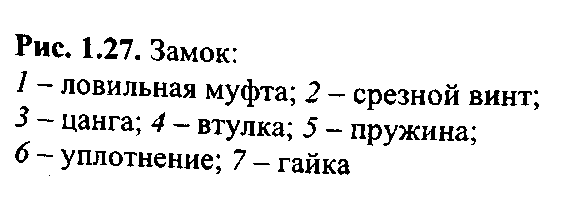 Рис. 1.27. Замок:
1 – ловильная муфта; 2 – срезной винт;
3 – цанга; 4 – втулка; 5 – пружина;
6 – уплотнение; 7 – гайка